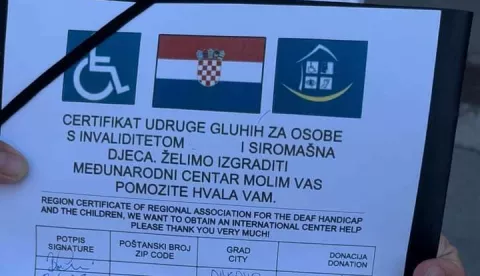 CERTIFIKAT UDRUGE GLUHIH ZA OSOBE
S INVALIDITETOM I SIROMAŠNA
DJECA. ŽELIMO IZGRADITI
MEĐUNARODNI CENTAR MOLIM VAS
POMOZITE HVALA VAM.
REGION CERTIFICATE OF REGIONAL ASSOCIATION FOR THE DEAF HANDICAP
AND THE CHILDREN, WE WANT TO OBTAIN AN INTERNATIONAL CENTER HELP
PLEASE THANK YOU VERY MUCH!
POTPIS POŠTANSKI BROJ GRAD DONACIJA
SIGNATURE ZIP CODE CITY DONATION